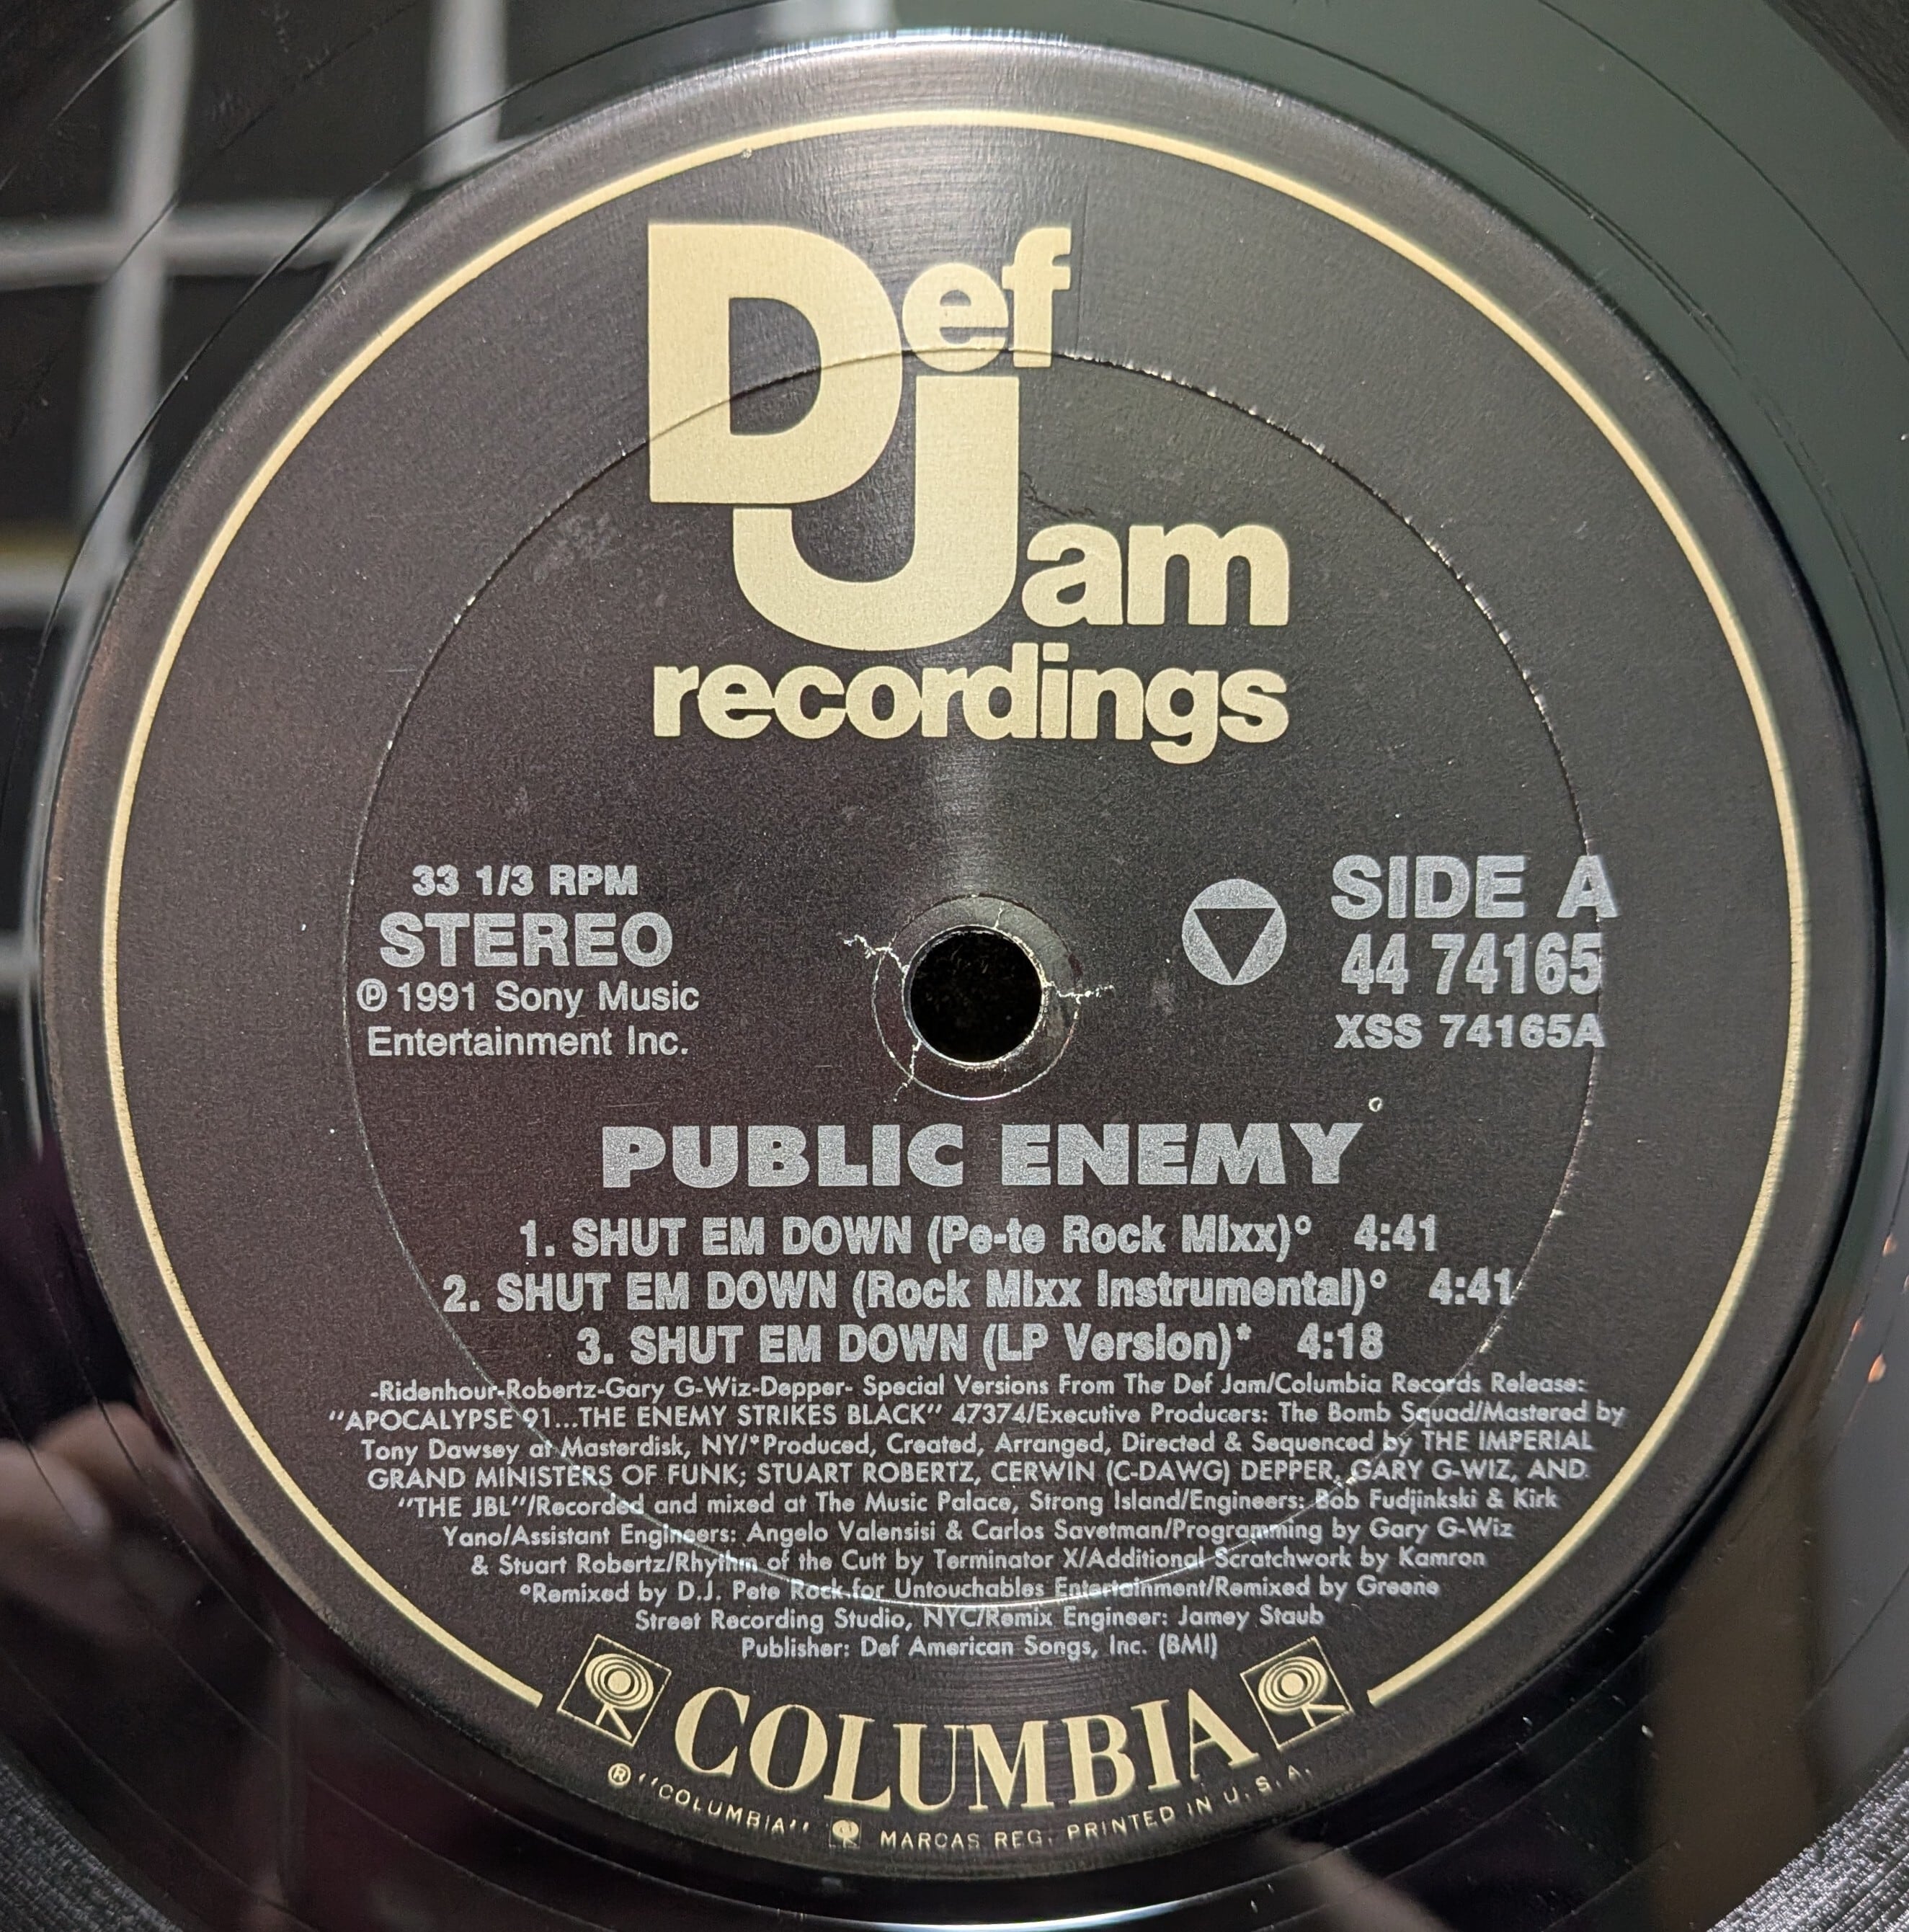 Def
Jam
recordings
33 1/3 RPM
STEREO
℗ 1991 Sony Music
Entertainment Inc.
SIDE A
44 74165
XSS 74165A
PUBLIC ENEMY
1. SHUT EM DOWN (Pe-te Rock Mixx)° 4:41
2. SHUT EM DOWN (Rock Mixx Instrumental)° 4:41
3. SHUT EM DOWN (LP Version)* 4:18
-Ridenhour-Robertz-Gary G-Wiz-Depper- Special Versions From The Def Jam/Columbia Records Release:
"APOCALYPSE 91...THE ENEMY STRIKES BLACK" 47374/Executive Producers: The Bomb Squad/Mastered by
Tony Dawsey at Masterdisk, NY/*Produced, Created, Arranged, Directed & Sequenced by THE IMPERIAL
GRAND MINISTERS OF FUNK; STUART ROBERTZ, CERWIN (C-DAWG) DEPPER, GARY G-WIZ, AND
"THE JBL"/Recorded and mixed at The Music Palace, Strong Island/Engineers: Bob Fudjinkski & Kirk
Yano/Assistant Engineers: Angelo Valensisi & Carlos Savetman/Programming by Gary G-Wiz
& Stuart Robertz/Rhythm of the Cutt by Terminator X/Additional Scratchwork by Kamron
°Remixed by D.J. Pete Rock for Untouchables Entertainment/Remixed by Greene
Street Recording Studio, NYC/Remix Engineer: Jamey Staub
Publisher: Def American Songs, Inc. (BMI)
COLUMBIA
® "COLUMBIA" MARCAS REG. PRINTED IN U.S.A.